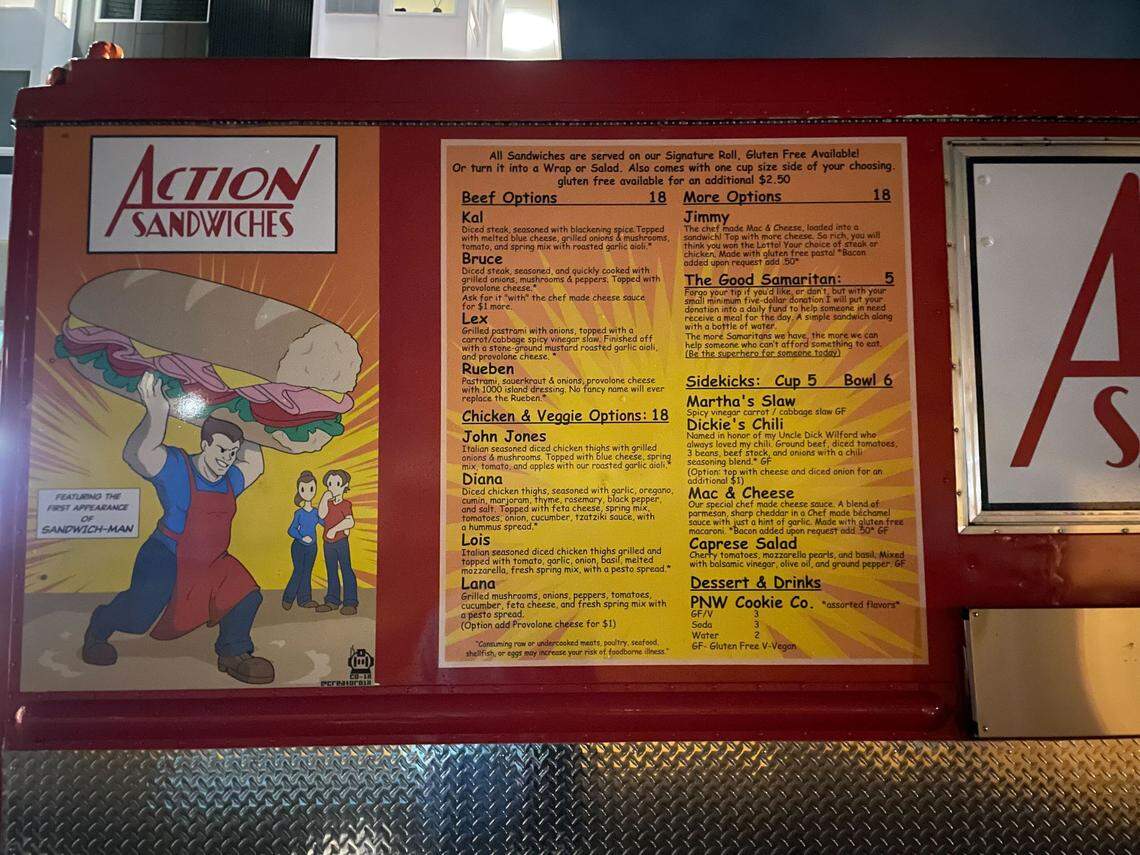 ACTION
SANDWICHES
FEATURING THE
FIRST APPEARANCE
OF
SANDWICH-MAN
CO-18
@creator018
All Sandwiches are served on our Signature Roll, Gluten Free Available!
Or turn it into a Wrap or Salad. Also comes with one cup size side of your choosing.
gluten free available for an additional $2.50
Beef Options 18
Kal
Diced steak, seasoned with blackening spice. Topped
with melted blue cheese, grilled onions & mushrooms,
tomato, and spring mix with roasted garlic aioli.*
Bruce
Diced steak, seasoned, and quickly cooked with
grilled onions, mushrooms & peppers. Topped with
provolone cheese.*
Ask for it "with" the chef made cheese sauce
for $1 more.
Lex
Grilled pastrami with onions, topped with a
carrot/cabbage spicy vinegar slaw. Finished off
with a stone-ground mustard roasted garlic aioli,
and provolone cheese. *
Rueben
Pastrami, sauerkraut & onions, provolone cheese
with 1000 island dressing. No fancy name will ever
replace the Rueben.*
Chicken & Veggie Options: 18
John Jones
Italian seasoned diced chicken thighs with grilled
onions & mushrooms. Topped with blue cheese, spring
mix, tomato, and apples with our roasted garlic aioli.*
Diana
Diced chicken thighs, seasoned with garlic, oregano,
cumin, marjoram, thyme, rosemary, black pepper,
and salt. Topped with feta cheese, spring mix,
tomatoes, onion, cucumber, tzatziki sauce, with
a hummus spread.*
Lois
Italian seasoned diced chicken thighs grilled and
topped with tomato, garlic, onion, basil, melted
mozzarella, fresh spring mix, with a pesto spread.*
Lana
Grilled mushrooms, onions, peppers, tomatoes,
cucumber, feta cheese, and fresh spring mix with
a pesto spread.
(Option add Provolone cheese for $1)
"Consuming raw or undercooked meats, poultry, seafood,
shellfish, or eggs may increase your risk of foodborne illness."
More Options 18
Jimmy
The chef made Mac & Cheese, loaded into a
sandwich! Top with more cheese. So rich, you will
think you won the Lotto! Your choice of steak or
chicken. Made with gluten free pasta! *Bacon
added upon request add .50*
The Good Samaritan: 5
Forgo your tip if you'd like, or don't, but with your
small minimum five-dollar donation I will put your
donation into a daily fund to help someone in need
receive a meal for the day. A simple sandwich along
with a bottle of water.
The more Samaritans we have, the more we can
help someone who can't afford something to eat.
(Be the superhero for someone today)
Sidekicks: Cup 5 Bowl 6
Martha's Slaw
Spicy vinegar carrot / cabbage slaw GF
Dickie's Chili
Named in honor of my Uncle Dick Wilford who
always loved my chili. Ground beef, diced tomatoes,
3 beans, beef stock, and onions with a chili
seasoning blend.* GF
(Option: top with cheese and diced onion for an
additional $1)
Mac & Cheese
Our special chef made cheese sauce. A blend of
parmesan, sharp cheddar in a Chef made béchamel
sauce with just a hint of garlic. Made with gluten free
macaroni. *Bacon added upon request add .50* GF
Caprese Salad
Cherry tomatoes, mozzarella pearls, and basil. Mixed
with balsamic vinegar, olive oil, and ground pepper. GF
Dessert & Drinks
PNW Cookie Co. *assorted flavors*
GF/V 3
Soda 3
Water 2
GF- Gluten Free V-Vegan
A
S